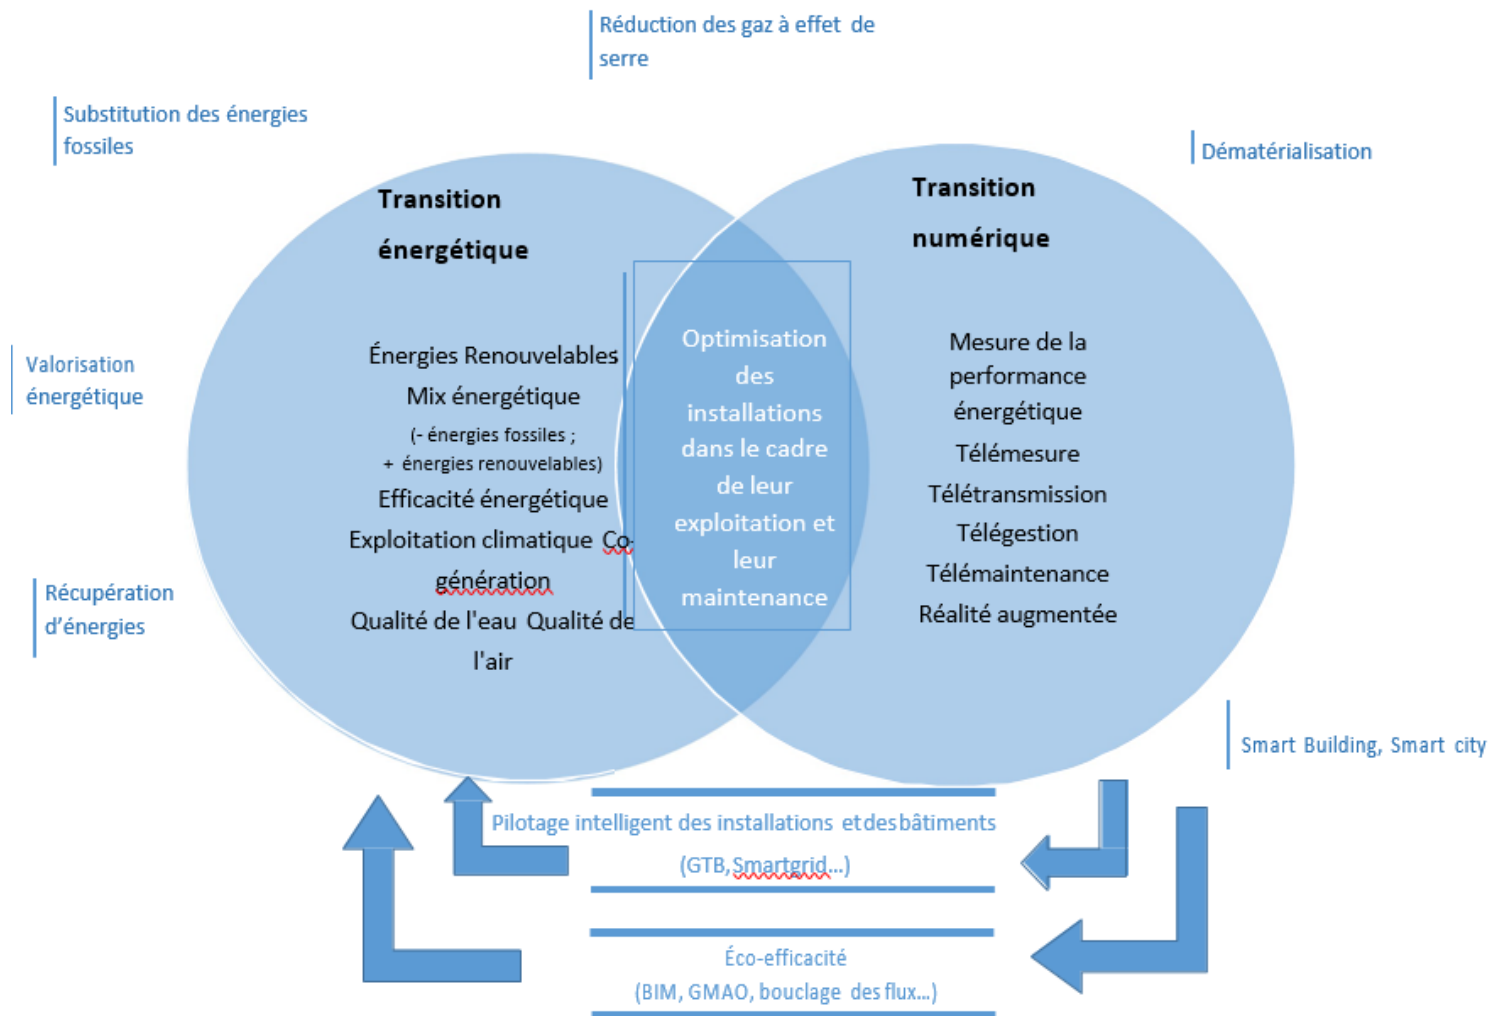 Réduction des gaz à effet de
serre
Substitution des énergies
fossiles
Dématérialisation
Transition
énergétique
Transition
numérique
Valorisation
énergétique
Énergies Renouvelables
Mix énergétique
(- énergies fossiles ;
+ énergies renouvelables)
Efficacité énergétique
Exploitation climatique Co-
génération
Qualité de l'eau Qualité de
l'air
Optimisation
des
installations
dans le cadre
de leur
exploitation et
leur
maintenance
Mesure de la
performance
énergétique
Télémesure
Télétransmission
Télégestion
Télémaintenance
Réalité augmentée
Récupération
d’énergies
Smart Building, Smart city
Pilotage intelligent des installations et des bâtiments
(GTB, Smartgrid...)
Éco-efficacité
(BIM, GMAO, bouclage des flux...)